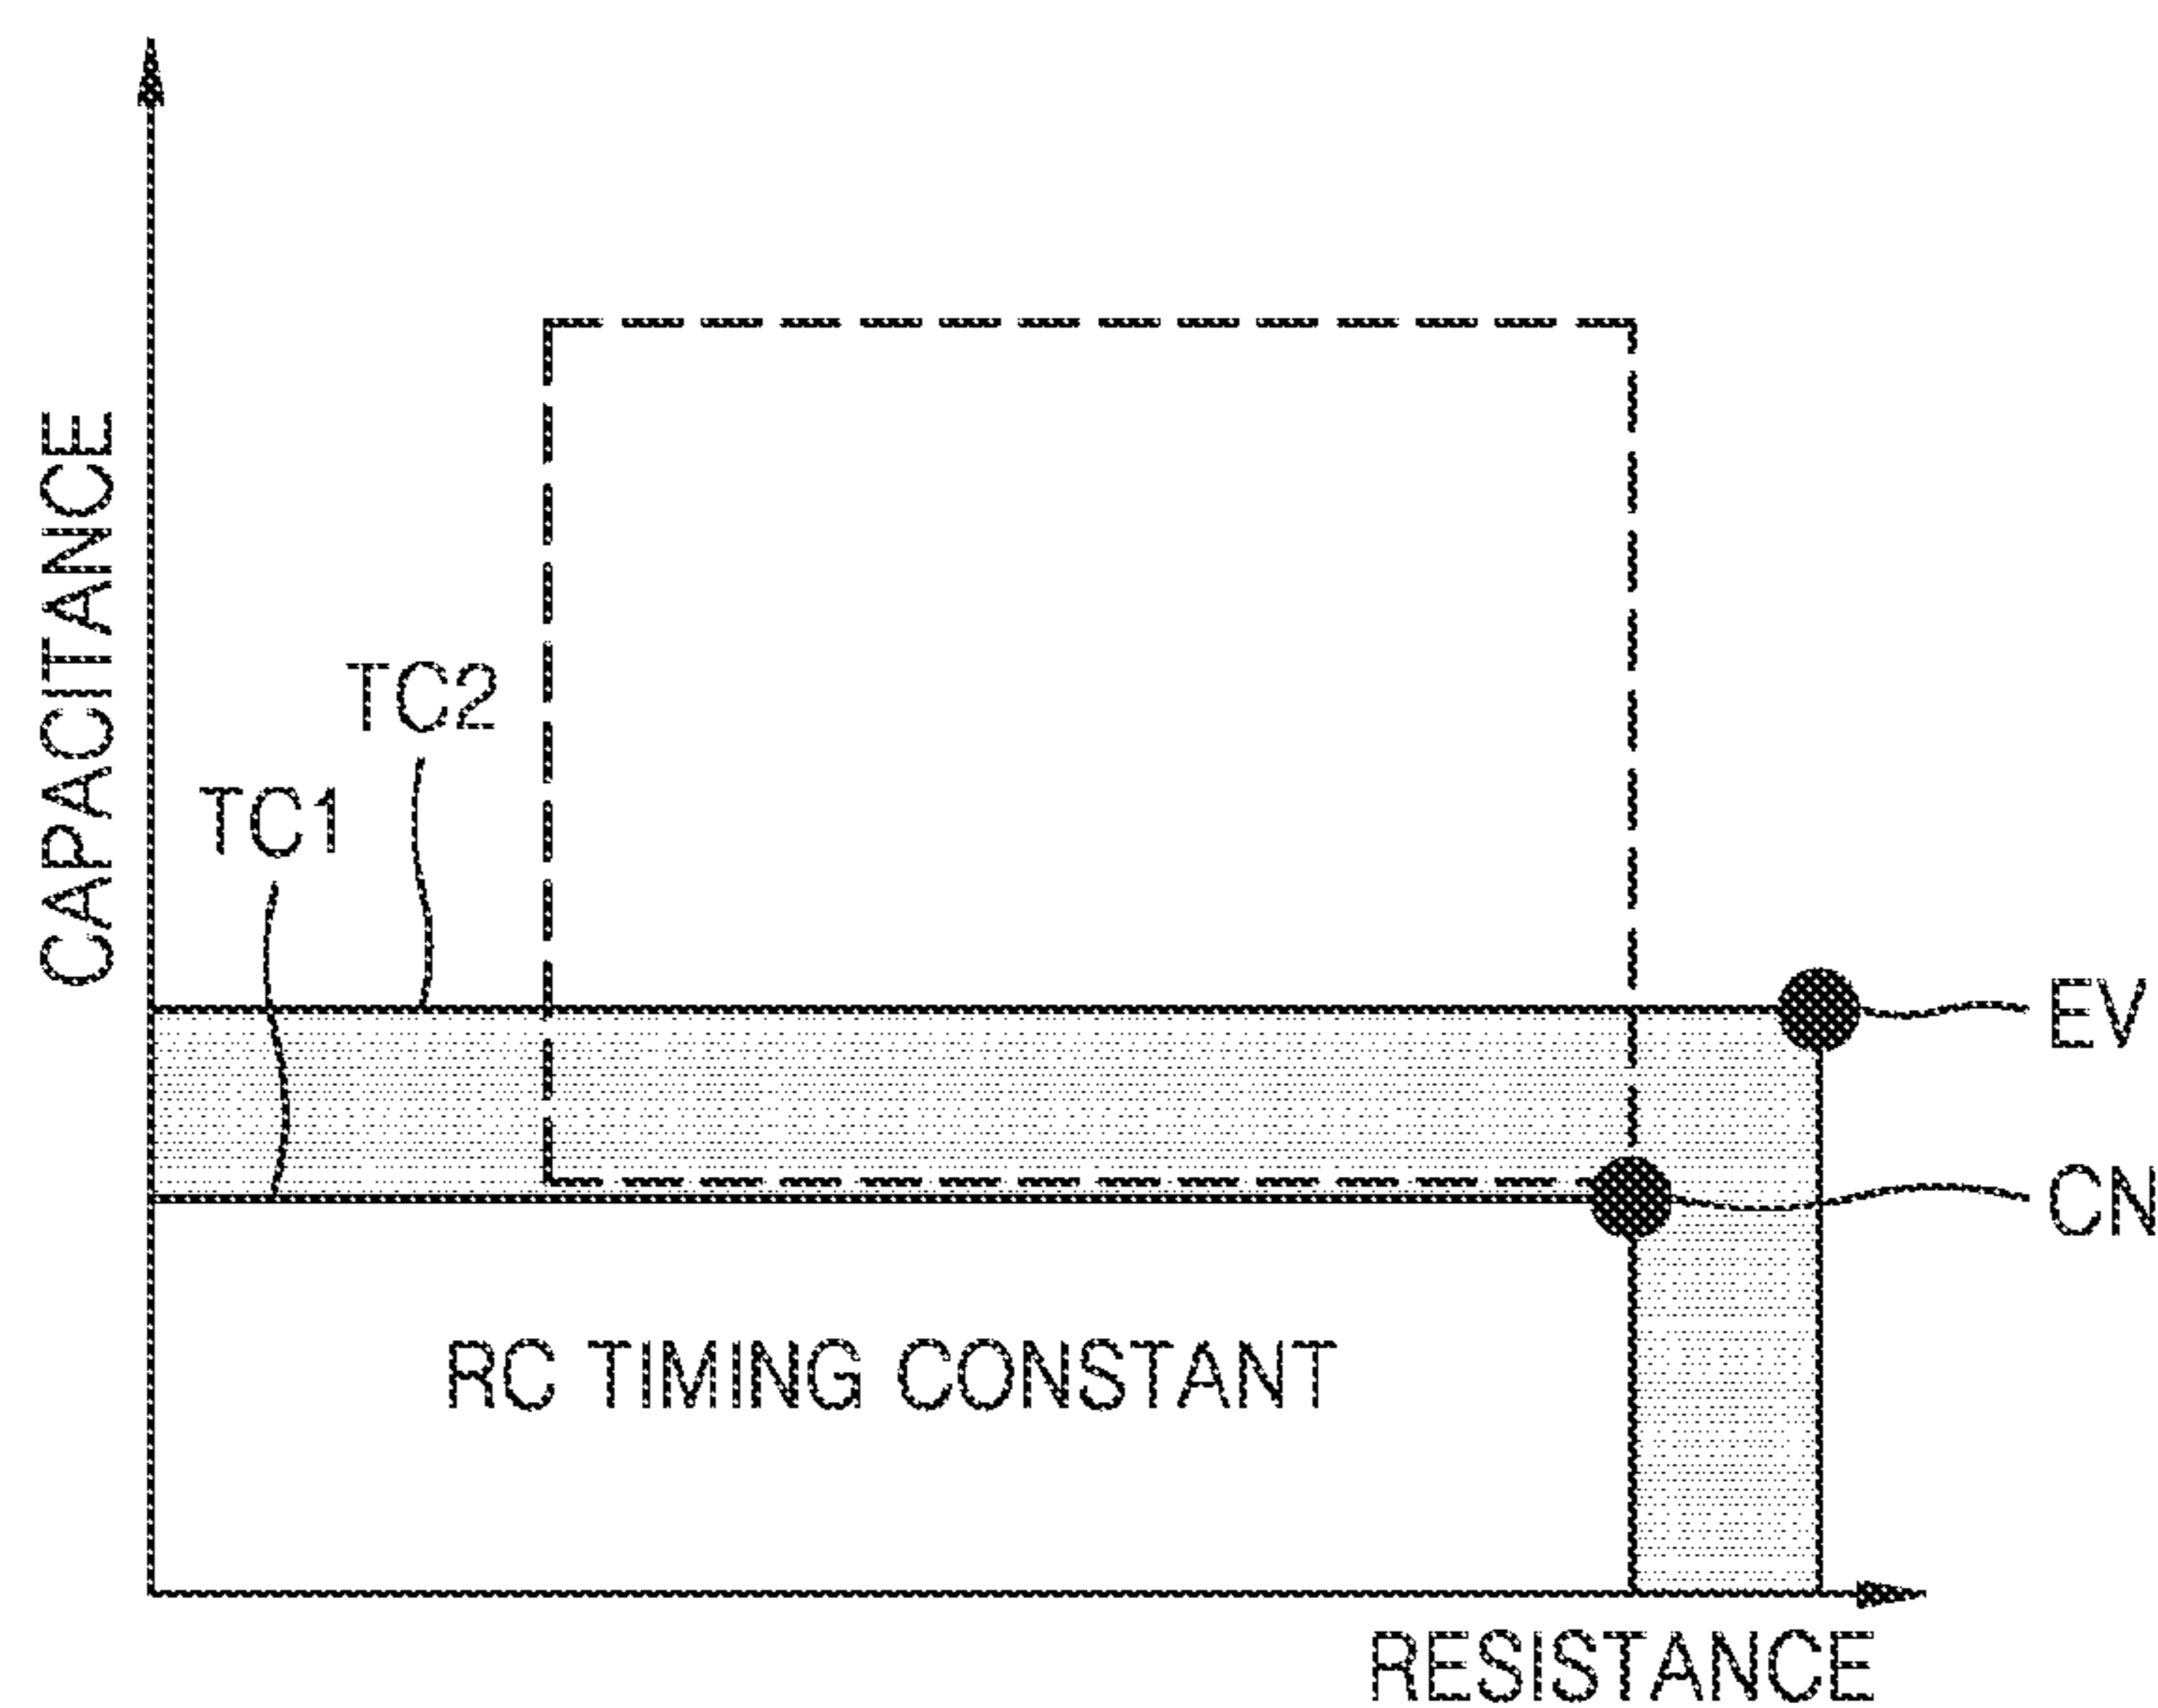 CAPACITANCE
TC2
TC1
EV
CN
RC TIMING CONSTANT
RESISTANCE